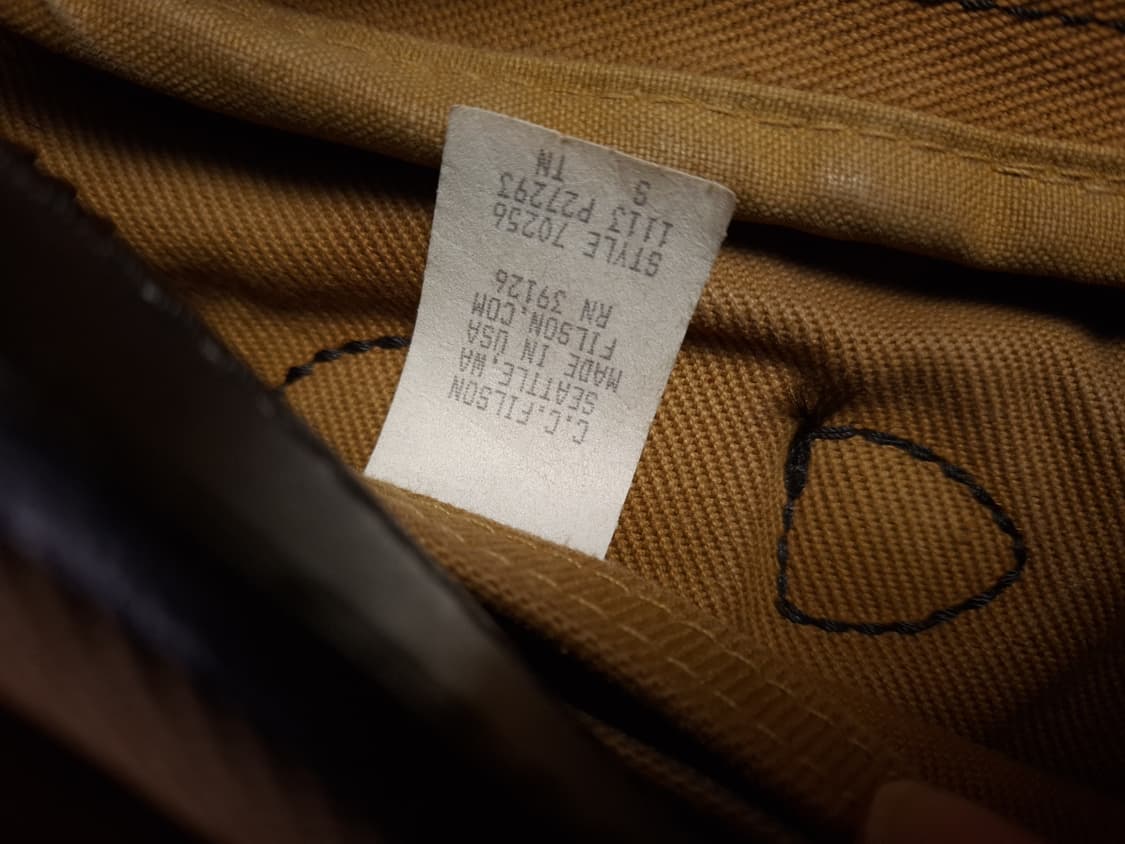 C.C.FILSON
SEATTLE,WA
MADE IN USA
FILSON.COM
RN 39126
STYLE 70256
1113 P27293
S TN